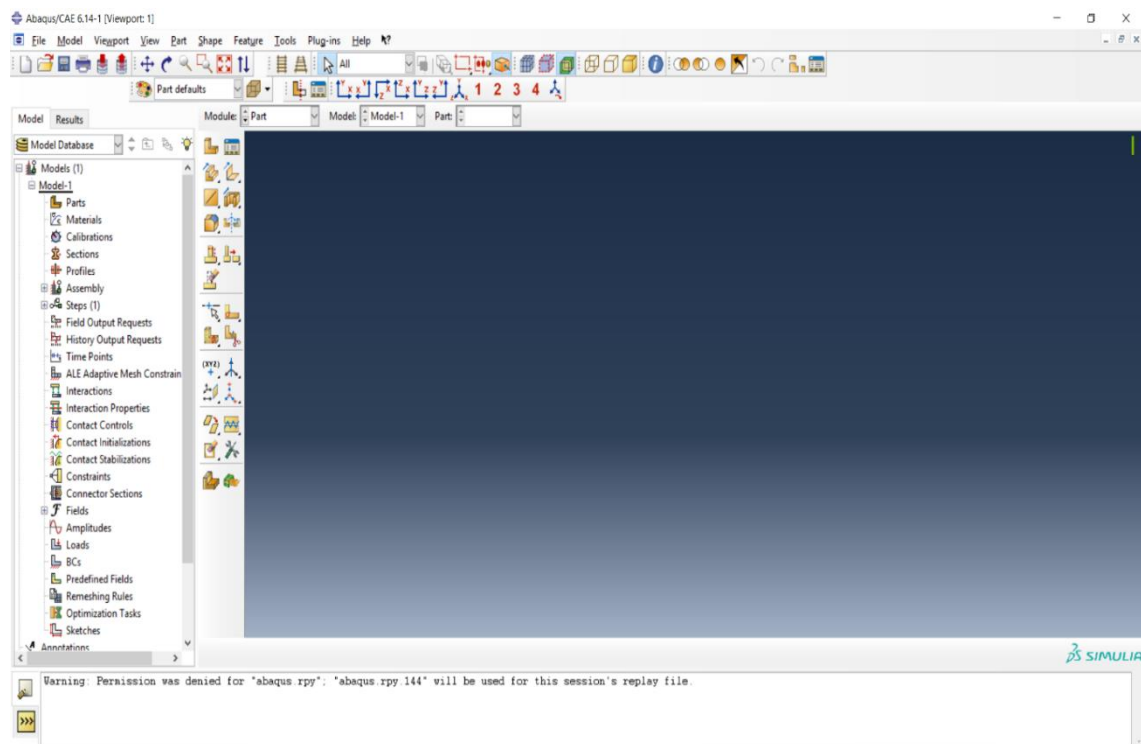 Abaqus/CAE 6.14-1 [Viewport: 1]
File Model Viewport View Part Shape Feature Tools Plug-ins Help
All
Part defaults
1 2 3 4
Model Results
Module: Part Model: Model-1 Part:
Model Database
Models (1)
Model-1
Parts
Materials
Calibrations
Sections
Profiles
Assembly
Steps (1)
Field Output Requests
History Output Requests
Time Points
ALE Adaptive Mesh Constrain
Interactions
Interaction Properties
Contact Controls
Contact Initializations
Contact Stabilizations
Constraints
Connector Sections
Fields
Amplitudes
Loads
BCs
Predefined Fields
Remeshing Rules
Optimization Tasks
Sketches
Annotations
(XYZ)
SIMULIA
Warning: Permission was denied for "abaqus.rpy"; "abaqus.rpy.144" will be used for this session's replay file.
>>>